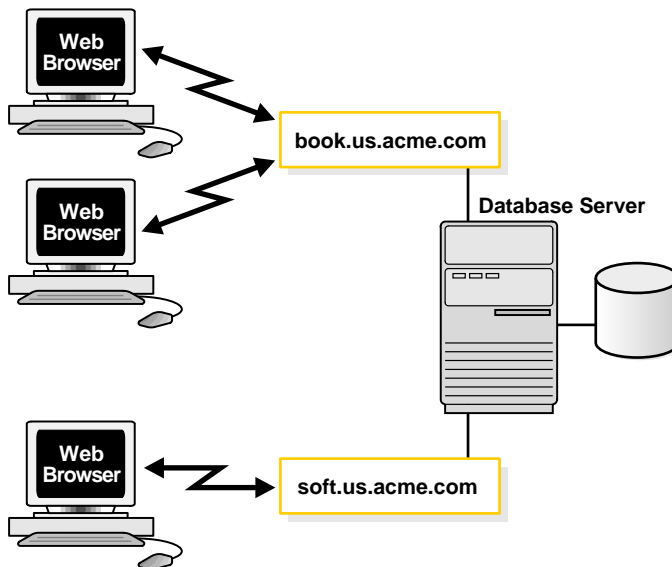 Web
Browser
book.us.acme.com
Web
Browser
Database Server
Web
Browser
soft.us.acme.com